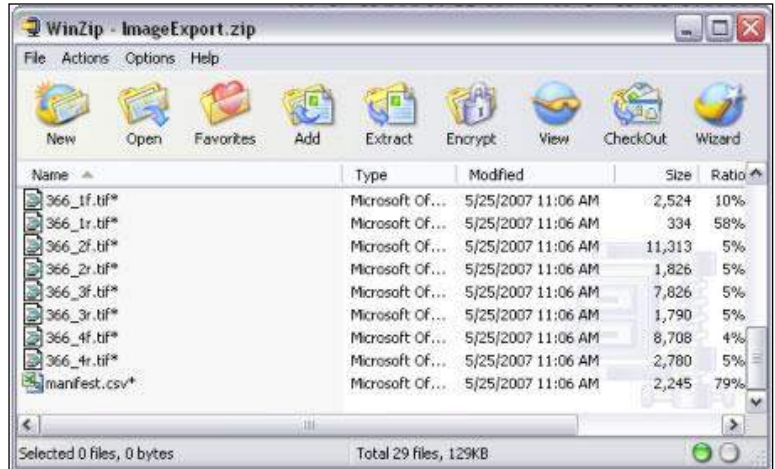 WinZip - ImageExport.zip
File Actions Options Help
New Open Favorites Add Extract Encrypt View CheckOut Wizard
Name Type Modified Size Ratio
366_1f.tif* Microsoft Of... 5/25/2007 11:06 AM 2,524 10%
366_1r.tif* Microsoft Of... 5/25/2007 11:06 AM 334 58%
366_2f.tif* Microsoft Of... 5/25/2007 11:06 AM 11,313 5%
366_2r.tif* Microsoft Of... 5/25/2007 11:06 AM 1,826 5%
366_3f.tif* Microsoft Of... 5/25/2007 11:06 AM 7,826 5%
366_3r.tif* Microsoft Of... 5/25/2007 11:06 AM 1,790 5%
366_4f.tif* Microsoft Of... 5/25/2007 11:06 AM 8,708 4%
366_4r.tif* Microsoft Of... 5/25/2007 11:06 AM 2,780 5%
manifest.csv* Microsoft Of... 5/25/2007 11:06 AM 2,245 79%
Selected 0 files, 0 bytes Total 29 files, 129KB